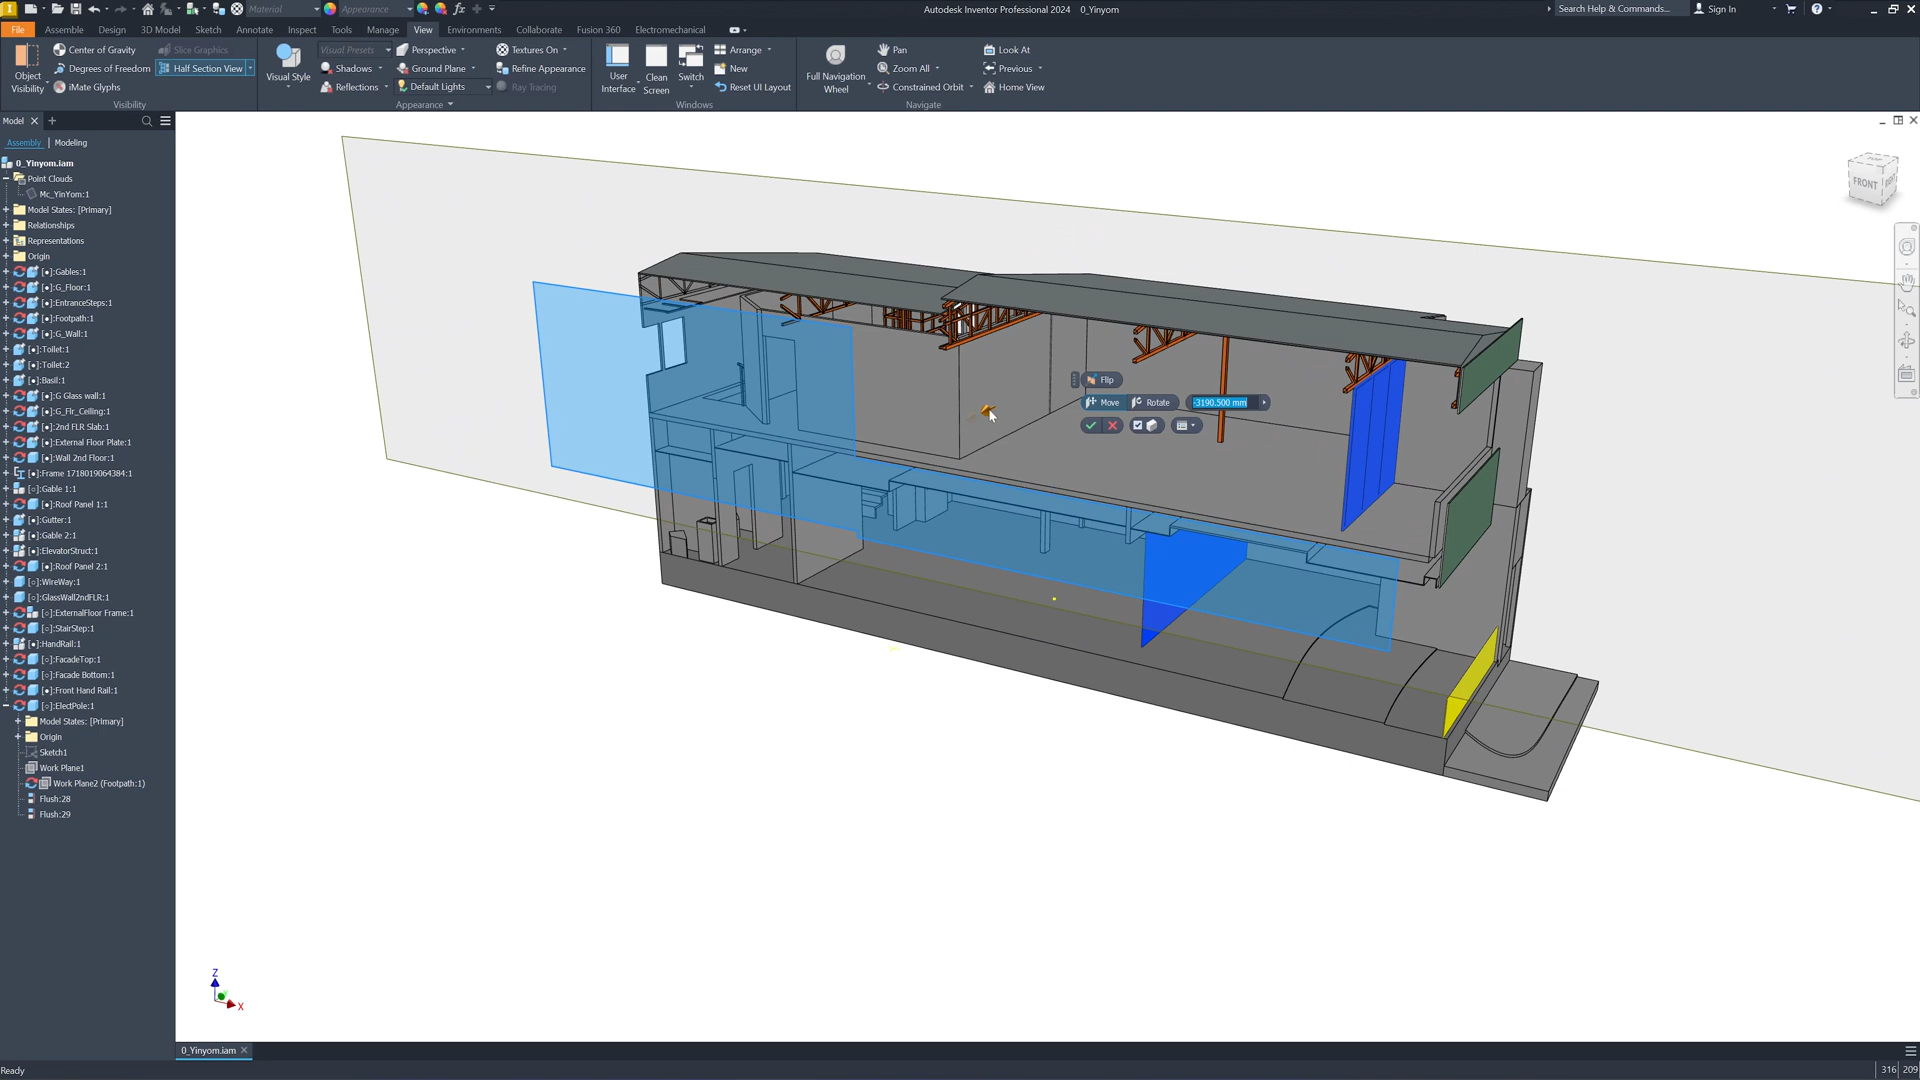 Material
Appearance
Autodesk Inventor Professional 2024 0_Yinyom
Search Help & Commands...
Sign In
File Assembly Design 3D Model Sketch Annotate Inspect Tools Manage View Environments Collaborate Fusion 360 Electromechanical
Object Visibility
Center of Gravity
Degrees of Freedom
iMate Glyphs
Slice Graphics
Half Section View
Visibility
Visual Style
Visual Presets
Shadows
Reflections
Perspective
Ground Plane
Default Lights
Textures On
Refine Appearance
Ray Tracing
Appearance
User Interface
Clean Screen
Switch
Arrange
New
Reset UI Layout
Windows
Full Navigation Wheel
Pan
Zoom All
Constrained Orbit
Look At
Previous
Home View
Navigate
Model
Assembly Modeling
0_Yinyom.iam
Point Clouds
Mc_YinYom:1
Model States: [Primary]
Relationships
Representations
Origin
[●]:Gables:1
[●]:G_Floor:1
[●]:EntranceSteps:1
[●]:Footpath:1
[●]:G_Wall:1
[●]:Toilet:1
[●]:Toilet:2
[●]:Basil:1
[●]:G Glass wall:1
[●]:G_Flr_Ceiling:1
[●]:2nd FLR Slab:1
[●]:External Floor Plate:1
[●]:Wall 2nd Floor:1
[●]:Frame 1718019064384:1
[○]:Gable 1:1
[●]:Roof Panel 1:1
[●]:Gutter:1
[●]:Gable 2:1
[●]:ElevatorStruct:1
[●]:Roof Panel 2:1
[○]:WireWay:1
[○]:GlassWall2ndFLR:1
[○]:ExternalFloor Frame:1
[○]:StairStep:1
[●]:HandRail:1
[○]:FacadeTop:1
[○]:Facade Bottom:1
[●]:Front Hand Rail:1
[○]:ElectPole:1
Model States: [Primary]
Origin
Sketch1
Work Plane1
Work Plane2 (Footpath:1)
Flush:28
Flush:29
Flip
Move Rotate -3190.500 mm
TOP
FRONT
RIGHT
Z
X
0_Yinyom.iam
Ready
316 209